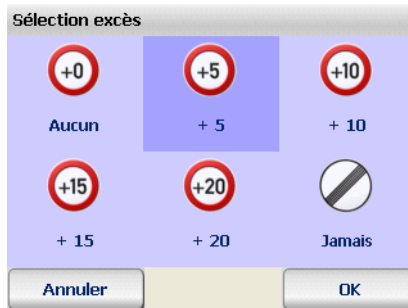 Sélection excès
+0 +5 +10
Aucun + 5 + 10
+15 +20
+ 15 + 20 Jamais
Annuler OK